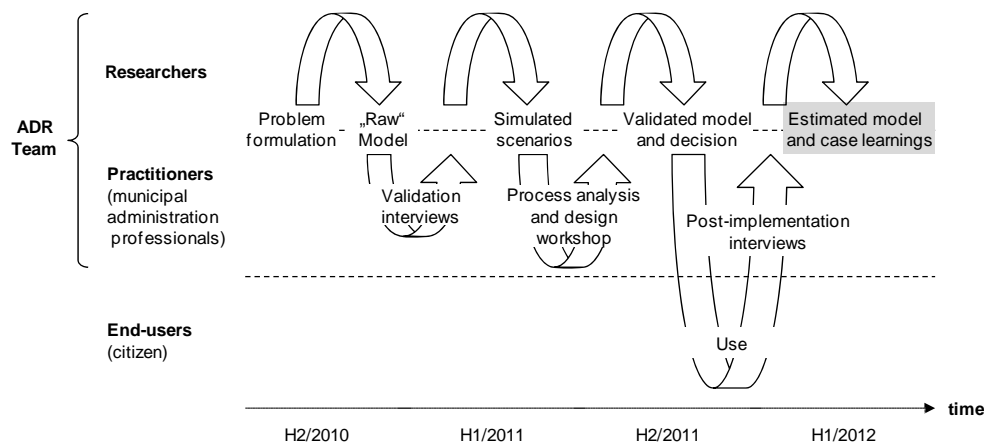 Researchers
ADR
Team
Problem
formulation
„Raw“
Model
Simulated
scenarios
Validated model
and decision
Estimated model
and case learnings
Practitioners
(municipal
administration
professionals)
Validation
interviews
Process analysis
and design
workshop
Post-implementation
interviews
End-users
(citizen)
Use
time
H2/2010
H1/2011
H2/2011
H1/2012